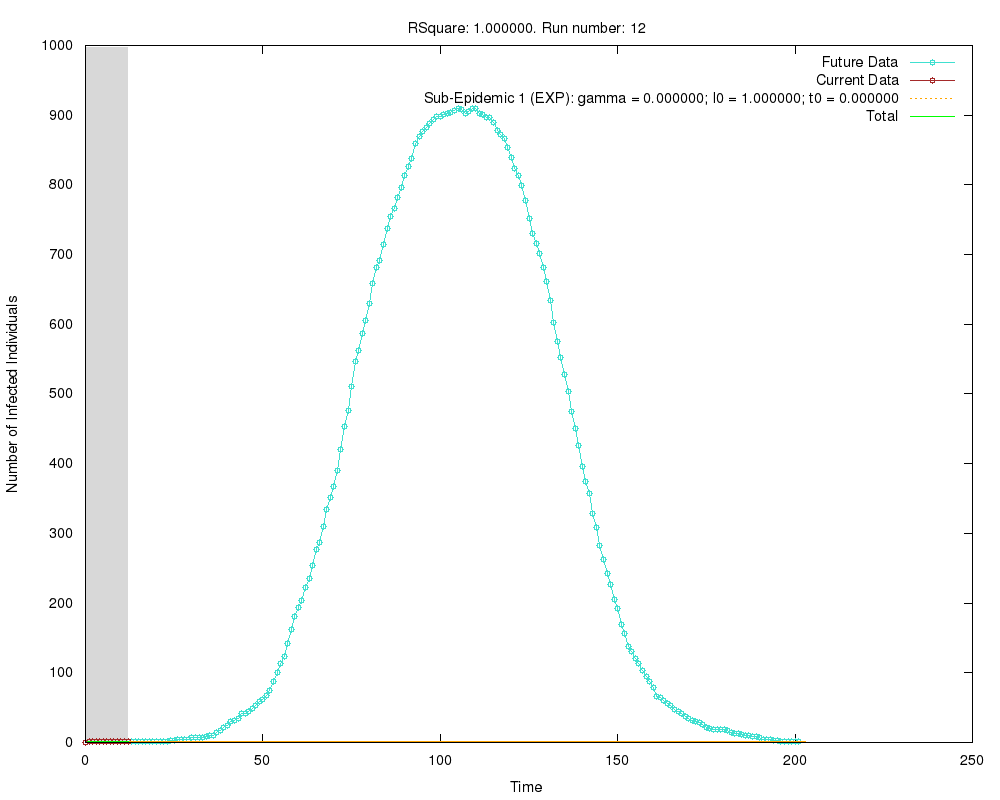 RSquare: 1.000000. Run number: 12
Future Data
Current Data
Sub-Epidemic 1 (EXP): gamma = 0.000000; I0 = 1.000000; t0 = 0.000000
Total
Number of Infected Individuals
1000
900
800
700
600
500
400
300
200
100
0
0 50 100 150 200 250
Time